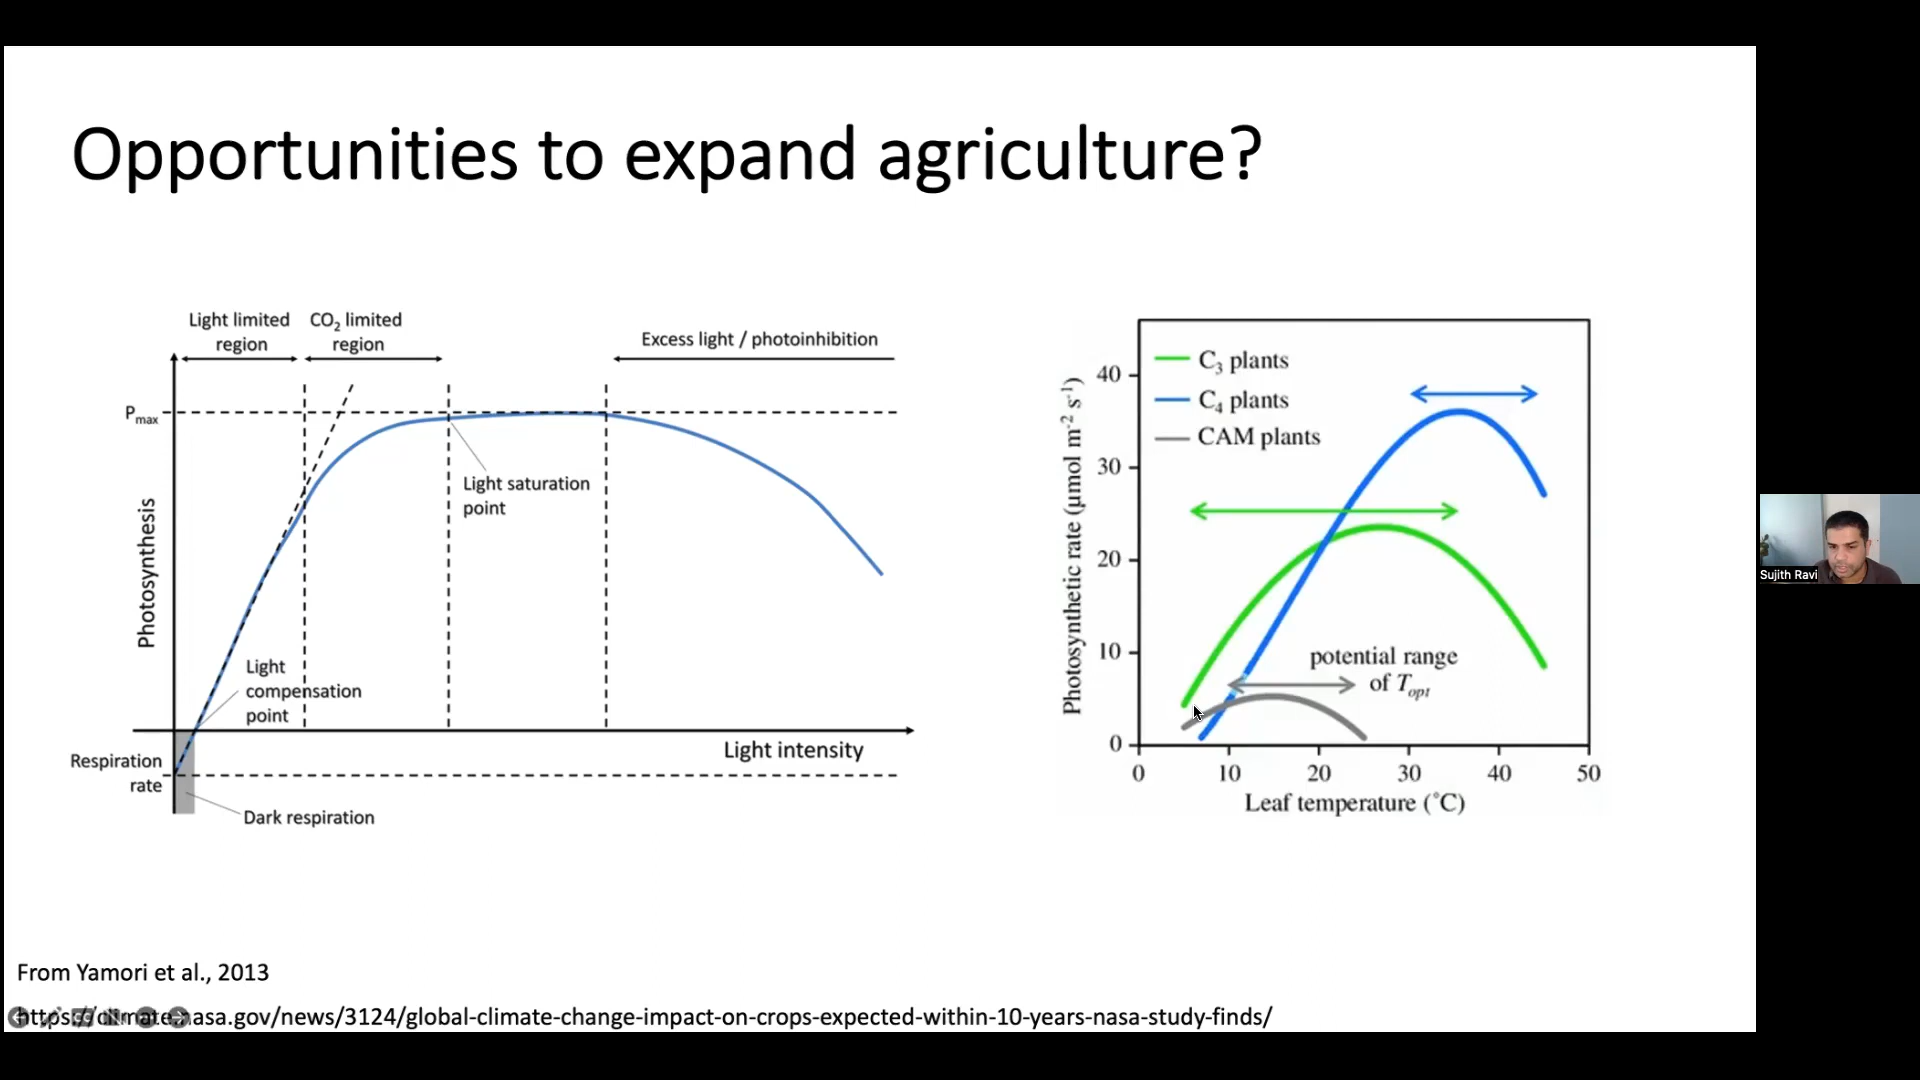 Opportunities to expand agriculture?
Light limited
region
CO₂ limited
region
Excess light / photoinhibition
Pmax
Light saturation
point
Photosynthesis
Light
compensation
point
Light intensity
Respiration
rate
Dark respiration
C₃ plants
C₄ plants
CAM plants
Photosynthetic rate (μmol m⁻² s⁻¹)
40
30
20
10
0
potential range
of Topt
0 10 20 30 40 50
Leaf temperature (˚C)
Sujith Ravi
From Yamori et al., 2013
https://climate.nasa.gov/news/3124/global-climate-change-impact-on-crops-expected-within-10-years-nasa-study-finds/